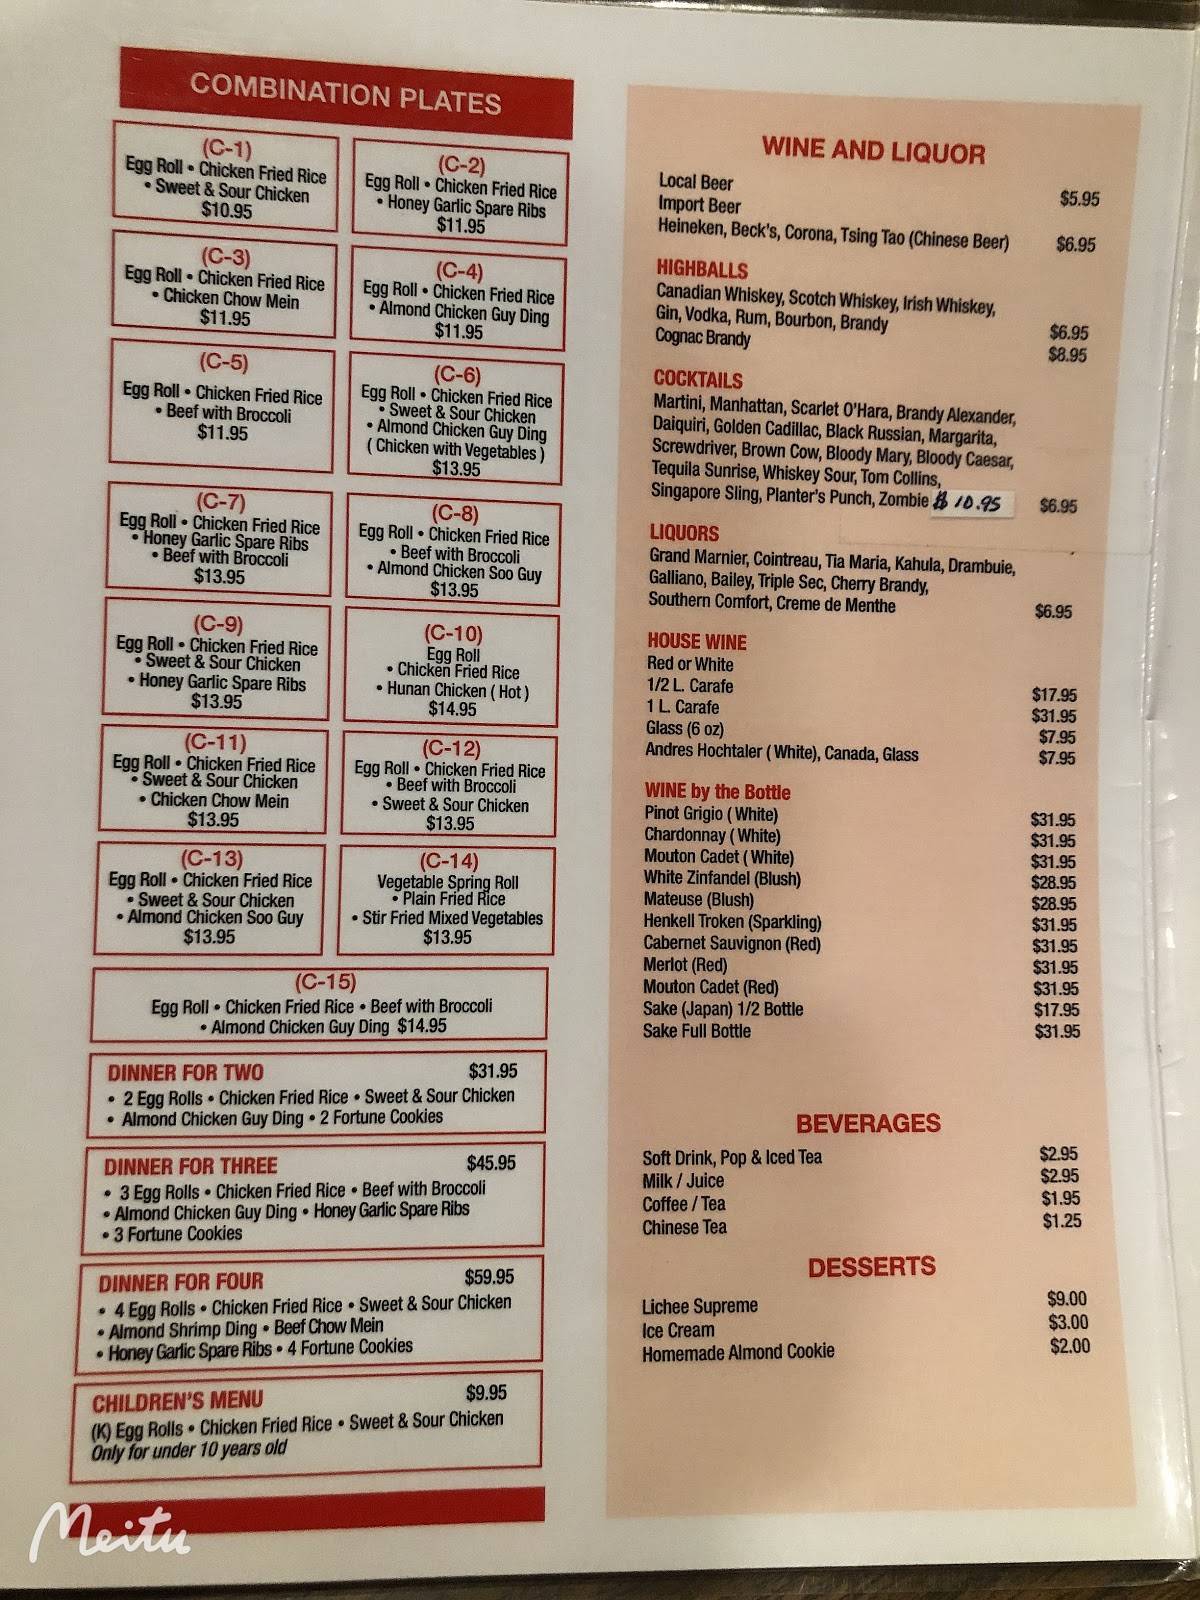 COMBINATION PLATES
(C-1)
Egg Roll • Chicken Fried Rice
• Sweet & Sour Chicken
$10.95
(C-2)
Egg Roll • Chicken Fried Rice
• Honey Garlic Spare Ribs
$11.95
(C-3)
Egg Roll • Chicken Fried Rice
• Chicken Chow Mein
$11.95
(C-4)
Egg Roll • Chicken Fried Rice
• Almond Chicken Guy Ding
$11.95
(C-5)
Egg Roll • Chicken Fried Rice
• Beef with Broccoli
$11.95
(C-6)
Egg Roll • Chicken Fried Rice
• Sweet & Sour Chicken
• Almond Chicken Guy Ding
( Chicken with Vegetables )
$13.95
(C-7)
Egg Roll • Chicken Fried Rice
• Honey Garlic Spare Ribs
• Beef with Broccoli
$13.95
(C-8)
Egg Roll • Chicken Fried Rice
• Beef with Broccoli
• Almond Chicken Soo Guy
$13.95
(C-9)
Egg Roll • Chicken Fried Rice
• Sweet & Sour Chicken
• Honey Garlic Spare Ribs
$13.95
(C-10)
Egg Roll
• Chicken Fried Rice
• Hunan Chicken ( Hot )
$14.95
(C-11)
Egg Roll • Chicken Fried Rice
• Sweet & Sour Chicken
• Chicken Chow Mein
$13.95
(C-12)
Egg Roll • Chicken Fried Rice
• Beef with Broccoli
• Sweet & Sour Chicken
$13.95
(C-13)
Egg Roll • Chicken Fried Rice
• Sweet & Sour Chicken
• Almond Chicken Soo Guy
$13.95
(C-14)
Vegetable Spring Roll
• Plain Fried Rice
• Stir Fried Mixed Vegetables
$13.95
(C-15)
Egg Roll • Chicken Fried Rice • Beef with Broccoli
• Almond Chicken Guy Ding $14.95
DINNER FOR TWO $31.95
• 2 Egg Rolls • Chicken Fried Rice • Sweet & Sour Chicken
• Almond Chicken Guy Ding • 2 Fortune Cookies
DINNER FOR THREE $45.95
• 3 Egg Rolls • Chicken Fried Rice • Beef with Broccoli
• Almond Chicken Guy Ding • Honey Garlic Spare Ribs
• 3 Fortune Cookies
DINNER FOR FOUR $59.95
• 4 Egg Rolls • Chicken Fried Rice • Sweet & Sour Chicken
• Almond Shrimp Ding • Beef Chow Mein
• Honey Garlic Spare Ribs • 4 Fortune Cookies
CHILDREN'S MENU $9.95
(K) Egg Rolls • Chicken Fried Rice • Sweet & Sour Chicken
Only for under 10 years old
WINE AND LIQUOR
Local Beer $5.95
Import Beer
Heineken, Beck's, Corona, Tsing Tao (Chinese Beer) $6.95
HIGHBALLS
Canadian Whiskey, Scotch Whiskey, Irish Whiskey,
Gin, Vodka, Rum, Bourbon, Brandy $6.95
Cognac Brandy $8.95
COCKTAILS
Martini, Manhattan, Scarlet O'Hara, Brandy Alexander,
Daiquiri, Golden Cadillac, Black Russian, Margarita,
Screwdriver, Brown Cow, Bloody Mary, Bloody Caesar,
Tequila Sunrise, Whiskey Sour, Tom Collins,
Singapore Sling, Planter's Punch, Zombie $ 10.95 $6.95
LIQUORS
Grand Marnier, Cointreau, Tia Maria, Kahula, Drambuie,
Galliano, Bailey, Triple Sec, Cherry Brandy,
Southern Comfort, Creme de Menthe $6.95
HOUSE WINE
Red or White
1/2 L. Carafe $17.95
1 L. Carafe $31.95
Glass (6 oz) $7.95
Andres Hochtaler ( White), Canada, Glass $7.95
WINE by the Bottle
Pinot Grigio ( White) $31.95
Chardonnay ( White) $31.95
Mouton Cadet ( White) $31.95
White Zinfandel (Blush) $28.95
Mateuse (Blush) $28.95
Henkell Troken (Sparkling) $31.95
Cabernet Sauvignon (Red) $31.95
Merlot (Red) $31.95
Mouton Cadet (Red) $31.95
Sake (Japan) 1/2 Bottle $17.95
Sake Full Bottle $31.95
BEVERAGES
Soft Drink, Pop & Iced Tea $2.95
Milk / Juice $2.95
Coffee / Tea $1.95
Chinese Tea $1.25
DESSERTS
Lichee Supreme $9.00
Ice Cream $3.00
Homemade Almond Cookie $2.00
Meitu